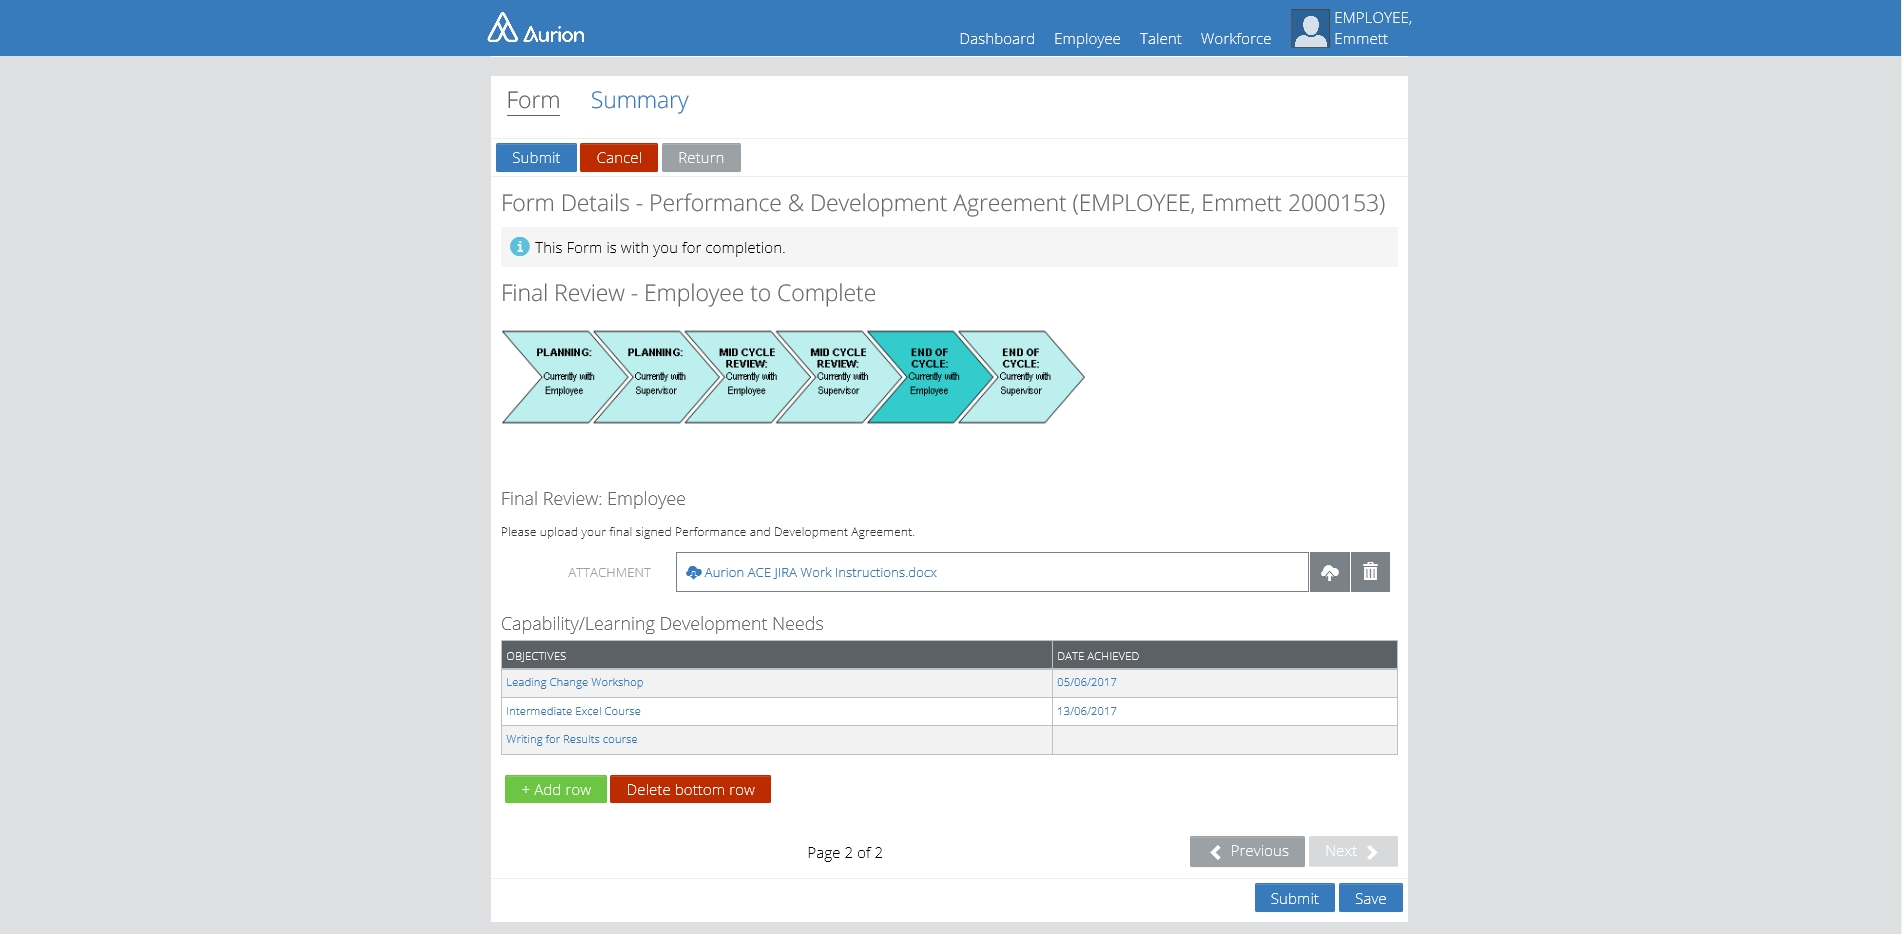 Aurion
Dashboard Employee Talent Workforce
EMPLOYEE,
Emmett
Form Summary
Submit Cancel Return
Form Details - Performance & Development Agreement (EMPLOYEE, Emmett 2000153)
This Form is with you for completion.
Final Review - Employee to Complete
PLANNING:
Currently with
Employee
PLANNING:
Currently with
Supervisor
MID CYCLE
REVIEW:
Currently with
Employee
MID CYCLE
REVIEW:
Currently with
Supervisor
END OF
CYCLE:
Currently with
Employee
END OF
CYCLE:
Currently with
Supervisor
Final Review: Employee
Please upload your final signed Performance and Development Agreement.
ATTACHMENT Aurion ACE JIRA Work Instructions.docx
Capability/Learning Development Needs
OBJECTIVES DATE ACHIEVED
Leading Change Workshop 05/06/2017
Intermediate Excel Course 13/06/2017
Writing for Results course
+ Add row Delete bottom row
Page 2 of 2 Previous Next
Submit Save